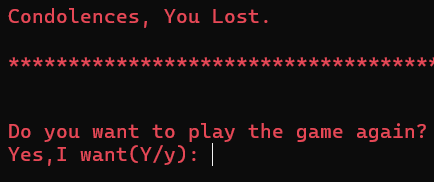 Condolences, You Lost.
************************************
Do you want to play the game again?
Yes,I want(Y/y):